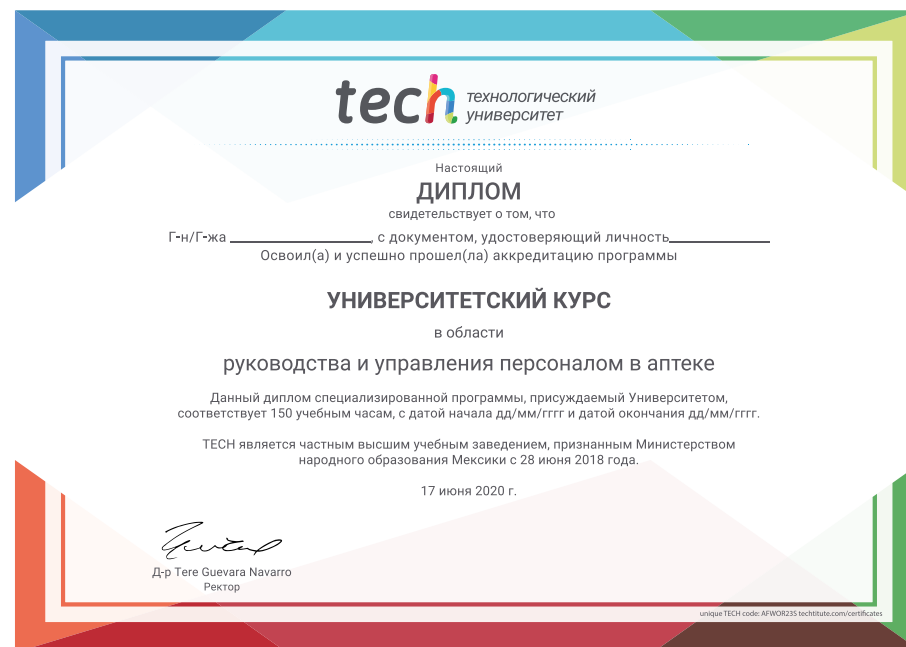 tech технологический
университет
Настоящий
ДИПЛОМ
свидетельствует о том, что
Г-н/Г-жа ____________________, с документом, удостоверяющий личность______________
Освоил(а) и успешно прошел(ла) аккредитацию программы
УНИВЕРСИТЕТСКИЙ КУРС
в области
руководства и управления персоналом в аптеке
Данный диплом специализированной программы, присуждаемый Университетом,
соответствует 150 учебным часам, с датой начала дд/мм/гггг и датой окончания дд/мм/гггг.
TECH является частным высшим учебным заведением, признанным Министерством
народного образования Мексики с 28 июня 2018 года.
17 июня 2020 г.
Д-р Tere Guevara Navarro
Ректор
unique TECH code: AFWOR23S techtitute.com/certificates